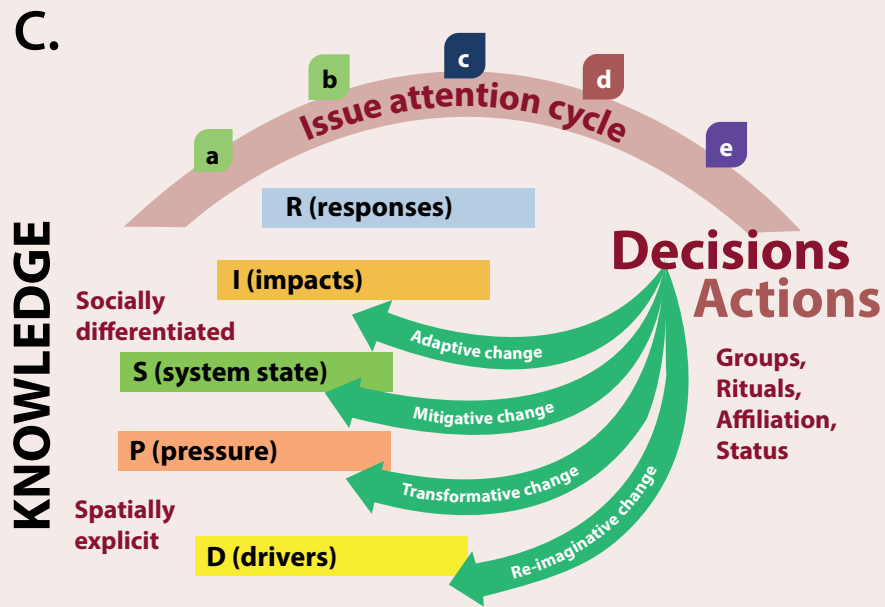 C.
a
b
c
d
e
Issue attention cycle
KNOWLEDGE
R (responses)
I (impacts)
Socially
differentiated
S (system state)
P (pressure)
Spatially
explicit
D (drivers)
Decisions
Actions
Adaptive change
Mitigative change
Transformative change
Re-imaginative change
Groups,
Rituals,
Affiliation,
Status